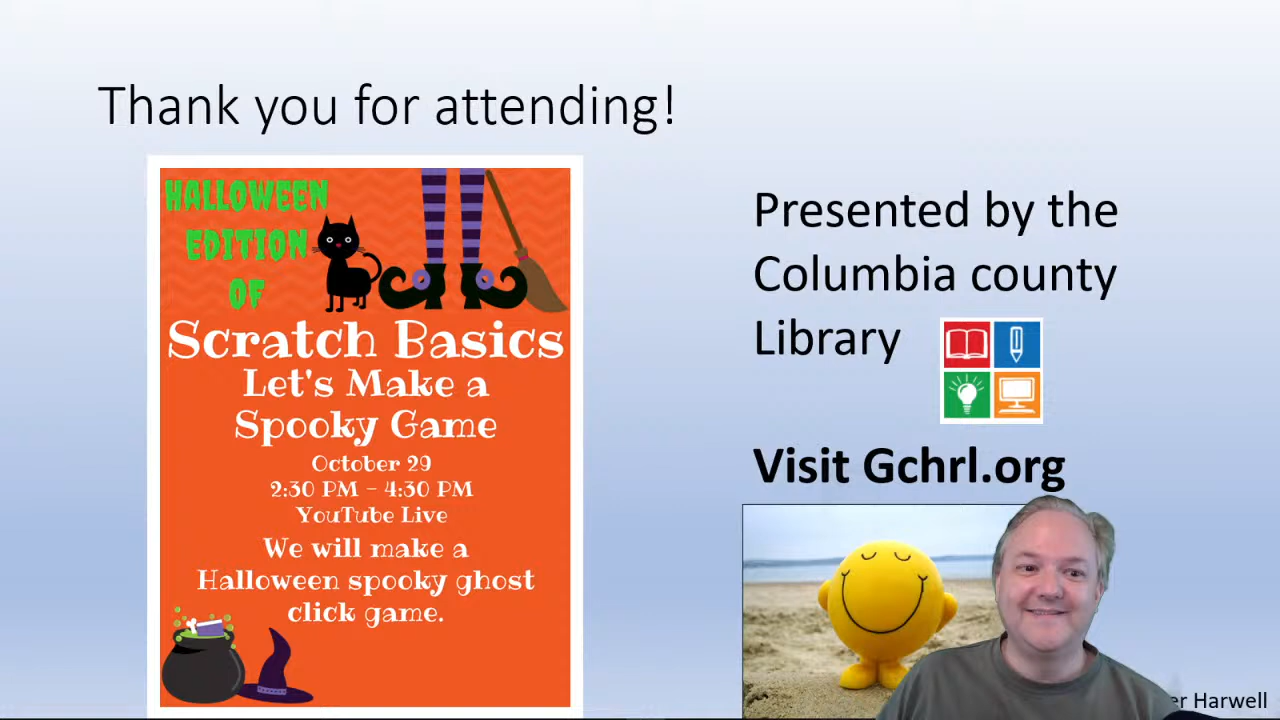 Thank you for attending!
HALLOWEEN
EDITION
OF
Scratch Basics
Let's Make a
Spooky Game
October 29
2:30 PM - 4:30 PM
YouTube Live
We will make a
Halloween spooky ghost
click game.
Presented by the
Columbia county
Library
Visit Gchrl.org
Harwell